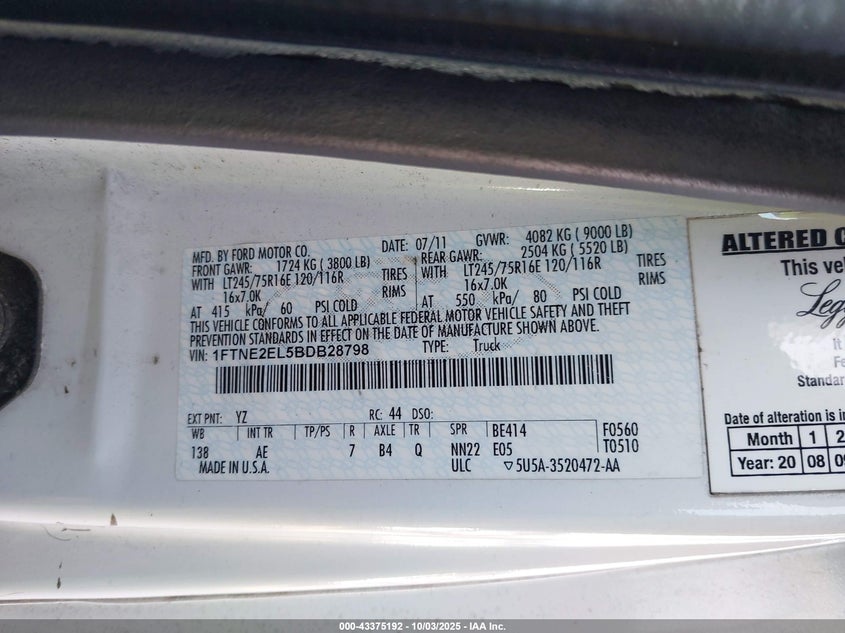 MFD. BY FORD MOTOR CO. DATE: 07/11 GVWR: 4082 KG ( 9000 LB)
FRONT GAWR: 1724 KG ( 3800 LB) REAR GAWR: 2504 KG ( 5520 LB)
WITH LT245/75R16E 120/116R TIRES WITH LT245/75R16E 120/116R TIRES
16x7.0K RIMS 16x7.0K RIMS
AT 415 kPa/ 60 PSI COLD AT 550 kPa/ 80 PSI COLD
THIS VEHICLE CONFORMS TO ALL APPLICABLE FEDERAL MOTOR VEHICLE SAFETY AND THEFT
PREVENTION STANDARDS IN EFFECT ON THE DATE OF MANUFACTURE SHOWN ABOVE.
VIN: 1FTNE2EL5BDB28798 TYPE: Truck
EXT PNT: YZ RC: 44 DSO:
WB INT TR TP/PS R AXLE TR SPR BE414 F0560
138 AE 7 B4 Q NN22 E05 T0510
MADE IN U.S.A. ULC ▽5U5A-3520472-AA
ALTERED
This
It
Standar
Date of alteration is in
Month 1 2
Year: 20 08 09
000-43375192 - 10/03/2025 - IAA Inc.